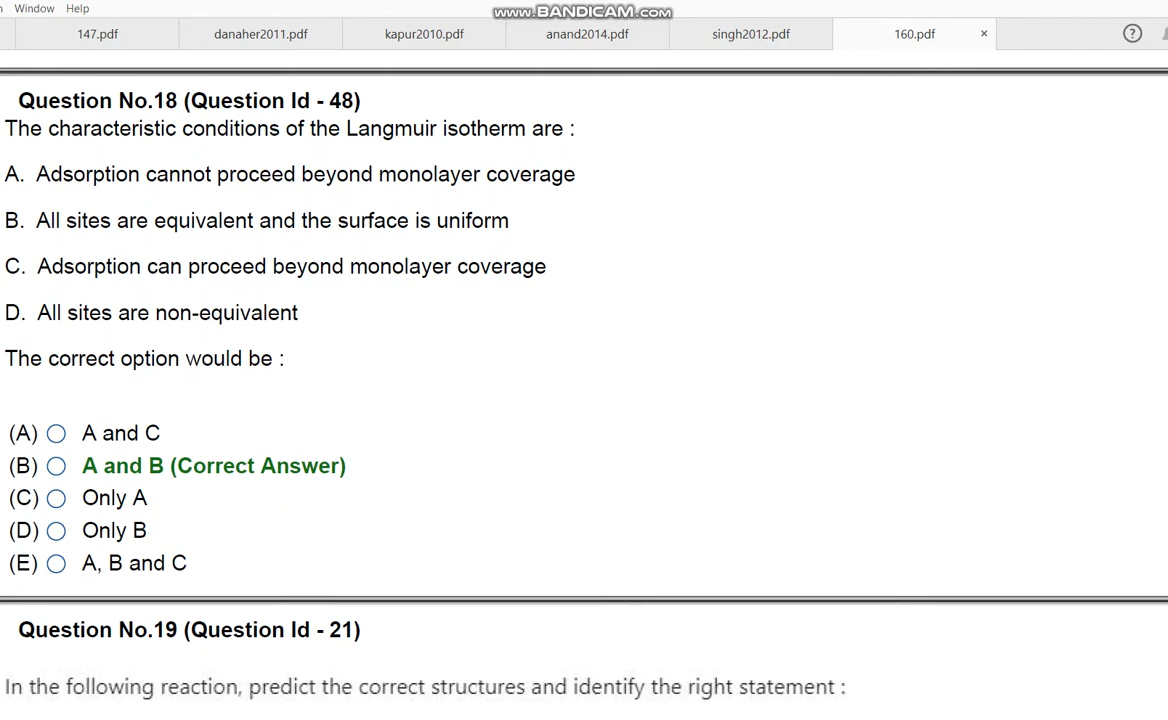 Window Help
www.BANDICAM.com
147.pdf danaher2011.pdf kapur2010.pdf anand2014.pdf singh2012.pdf 160.pdf × ?
Question No.18 (Question Id - 48)
The characteristic conditions of the Langmuir isotherm are :
A. Adsorption cannot proceed beyond monolayer coverage
B. All sites are equivalent and the surface is uniform
C. Adsorption can proceed beyond monolayer coverage
D. All sites are non-equivalent
The correct option would be :
(A) A and C
(B) A and B (Correct Answer)
(C) Only A
(D) Only B
(E) A, B and C
Question No.19 (Question Id - 21)
In the following reaction, predict the correct structures and identify the right statement :